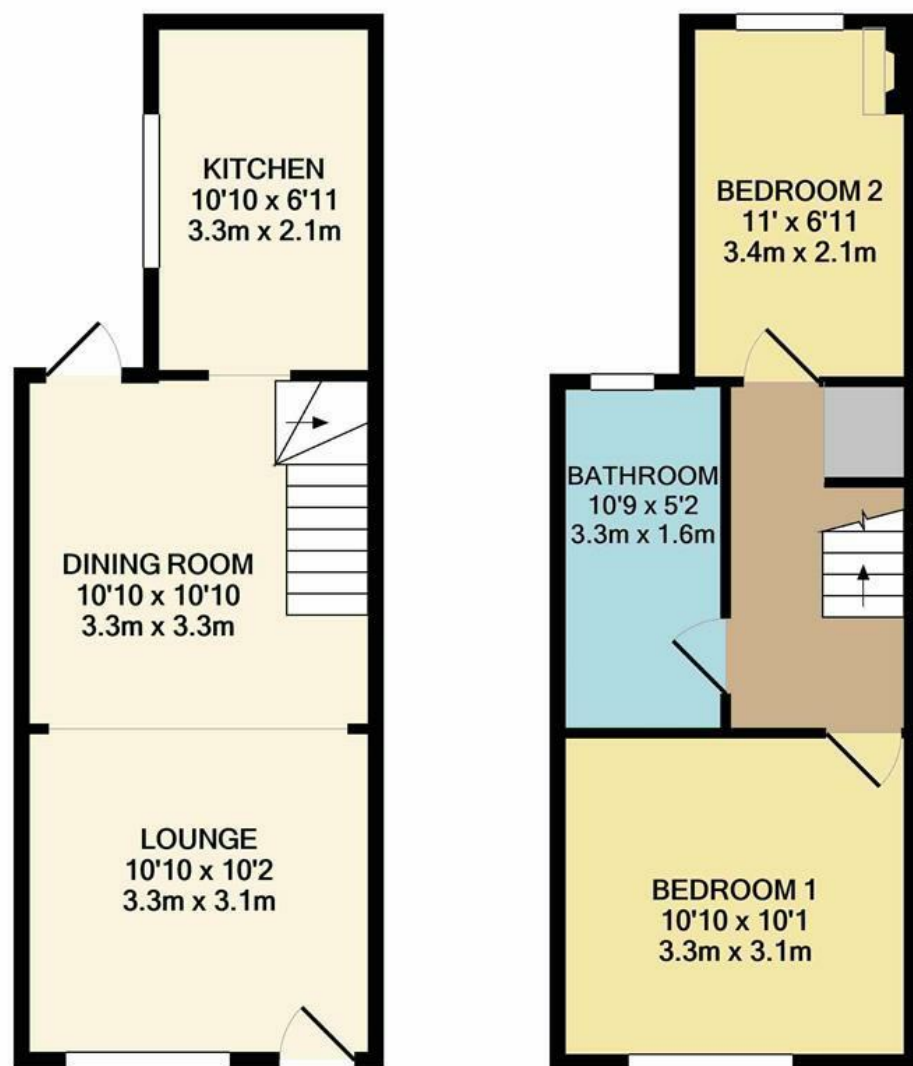 KITCHEN
10'10 x 6'11
3.3m x 2.1m
DINING ROOM
10'10 x 10'10
3.3m x 3.3m
LOUNGE
10'10 x 10'2
3.3m x 3.1m
BEDROOM 2
11' x 6'11
3.4m x 2.1m
BATHROOM
10'9 x 5'2
3.3m x 1.6m
BEDROOM 1
10'10 x 10'1
3.3m x 3.1m